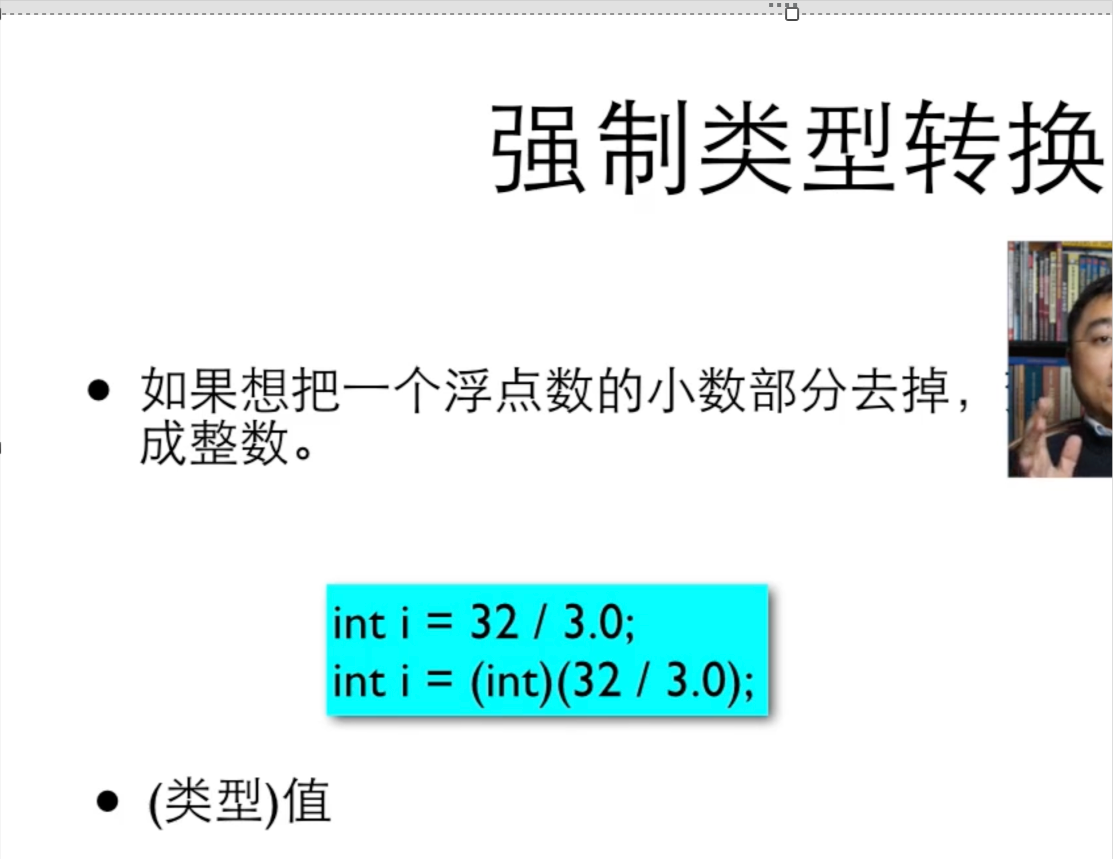 强制类型转换
如果想把一个浮点数的小数部分去掉，
成整数。
int i = 32 / 3.0;
int i = (int)(32 / 3.0);
(类型)值